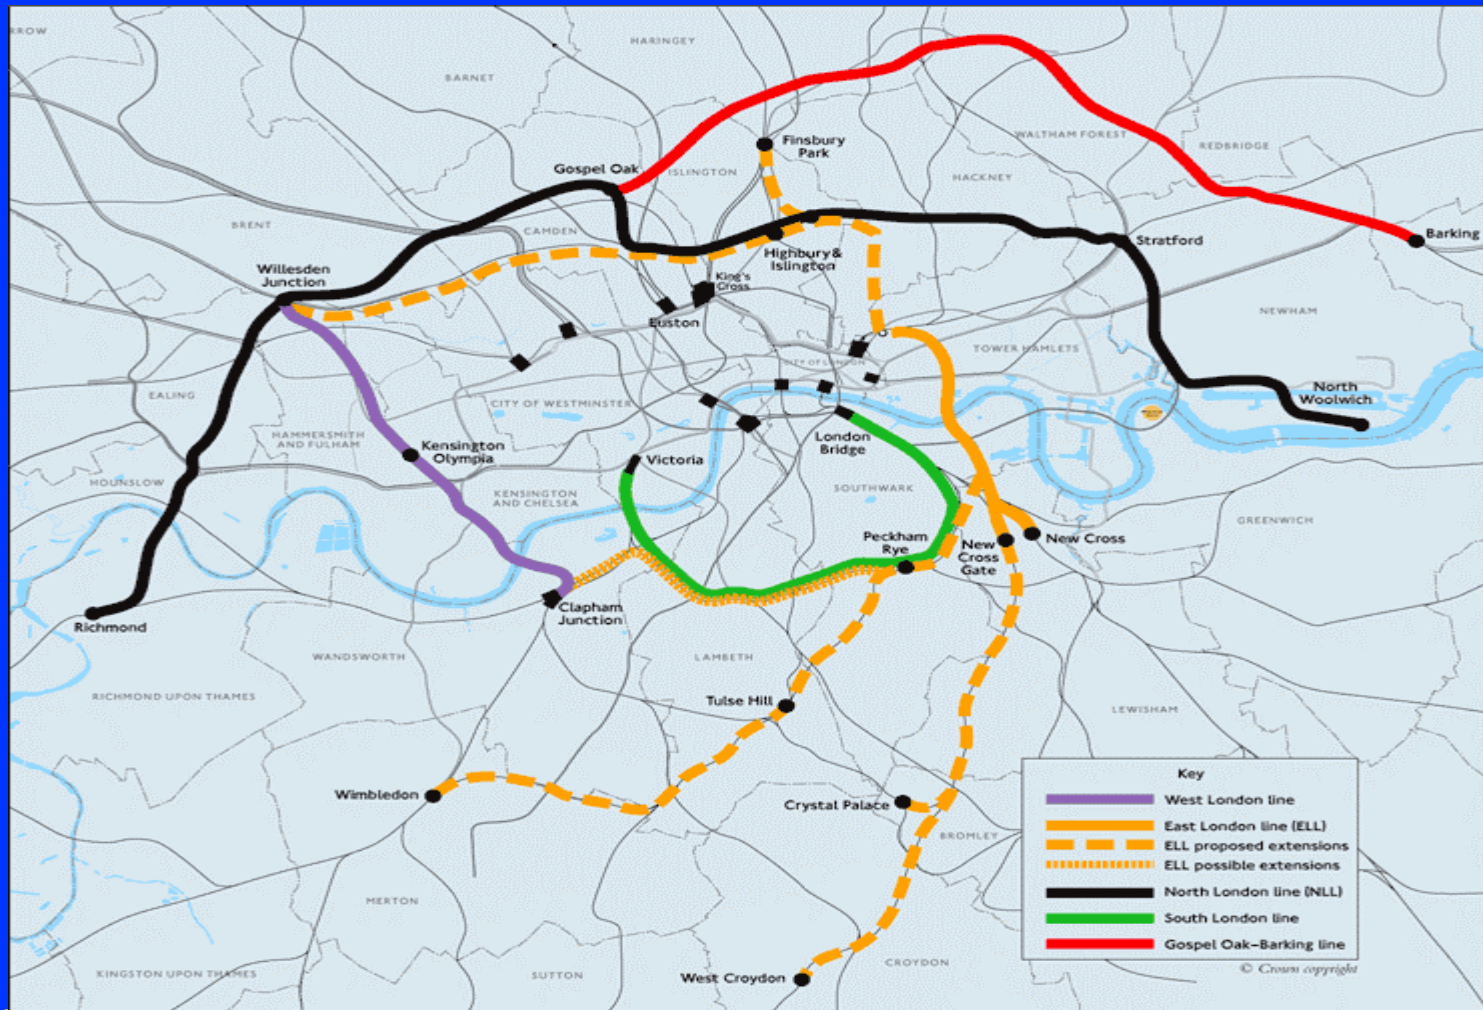 RROW
HARINGEY
BARNET
Finsbury
Park
WALTHAM FOREST
REDBRIDGE
Gospel Oak
ISLINGTON
HACKNEY
BRENT
CAMDEN
Barking
Stratford
Highbury &
Islington
Willesden
Junction
King's
Cross
Euston
NEWHAM
TOWER HAMLETS
CITY OF LONDON
EALING
CITY OF WESTMINSTER
North
Woolwich
HAMMERSMITH
AND FULHAM
Kensington
Olympia
London
Bridge
Victoria
HOUNSLOW
KENSINGTON
AND CHELSEA
SOUTHWARK
GREENWICH
Peckham
Rye
New
Cross
Gate
New Cross
Clapham
Junction
Richmond
WANDSWORTH
LAMBETH
RICHMOND UPON THAMES
Tulse Hill
LEWISHAM
Wimbledon
Crystal Palace
BROMLEY
MERTON
KINGSTON UPON THAMES
SUTTON
West Croydon
CROYDON
Key
West London line
East London line (ELL)
ELL proposed extensions
ELL possible extensions
North London line (NLL)
South London line
Gospel Oak–Barking line
© Crown copyright